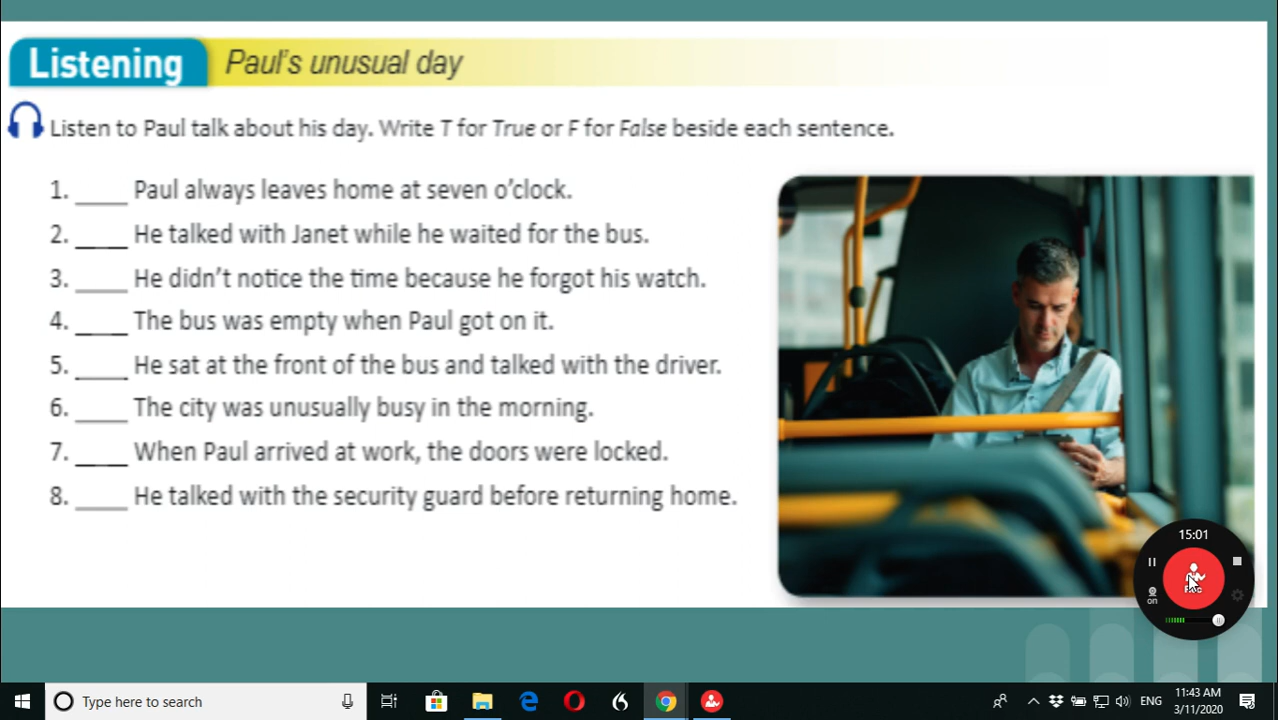 Listening Paul's unusual day
Listen to Paul talk about his day. Write T for True or F for False beside each sentence.
1. ____ Paul always leaves home at seven o'clock.
2. ____ He talked with Janet while he waited for the bus.
3. ____ He didn't notice the time because he forgot his watch.
4. ____ The bus was empty when Paul got on it.
5. ____ He sat at the front of the bus and talked with the driver.
6. ____ The city was unusually busy in the morning.
7. ____ When Paul arrived at work, the doors were locked.
8. ____ He talked with the security guard before returning home.
15:01
on
Type here to search
ENG
11:43 AM
3/11/2020